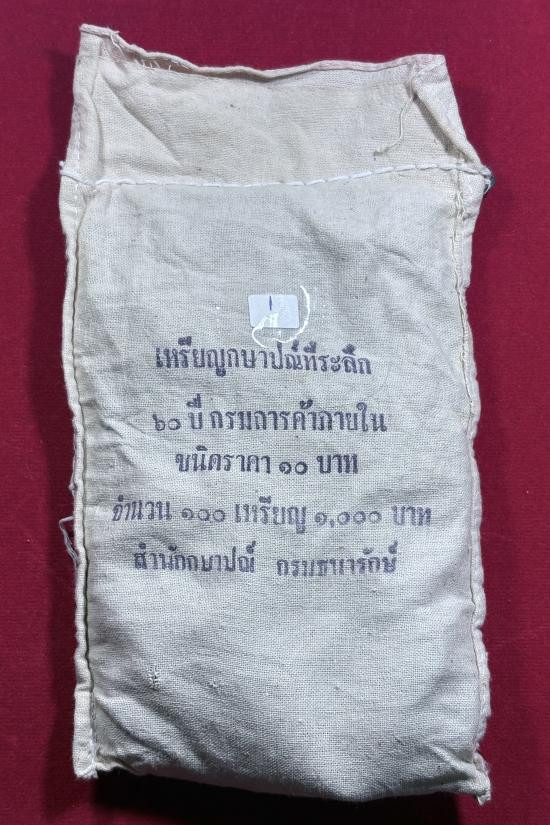 เหรียญกษาปณ์ที่ระลึก
๖๐ ปี กรมการค้าภายใน
ชนิดราคา ๑๐ บาท
จำนวน ๑๐๐ เหรียญ ๑,๐๐๐ บาท
สำนักกษาปณ์ กรมธนารักษ์